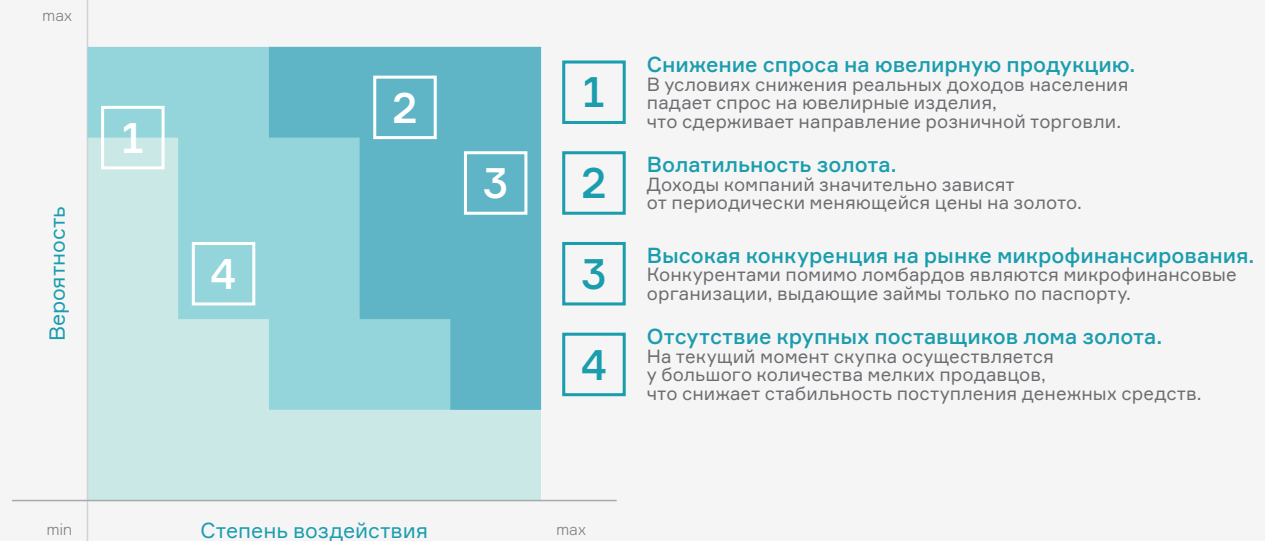 max
1
2
3
4
Вероятность
min
Степень воздействия
max
1
Снижение спроса на ювелирную продукцию.
В условиях снижения реальных доходов населения
падает спрос на ювелирные изделия,
что сдерживает направление розничной торговли.
2
Волатильность золота.
Доходы компаний значительно зависят
от периодически меняющейся цены на золото.
3
Высокая конкуренция на рынке микрофинансирования.
Конкурентами помимо ломбардов являются микрофинансовые
организации, выдающие займы только по паспорту.
4
Отсутствие крупных поставщиков лома золота.
На текущий момент скупка осуществляется
у большого количества мелких продавцов,
что снижает стабильность поступления денежных средств.